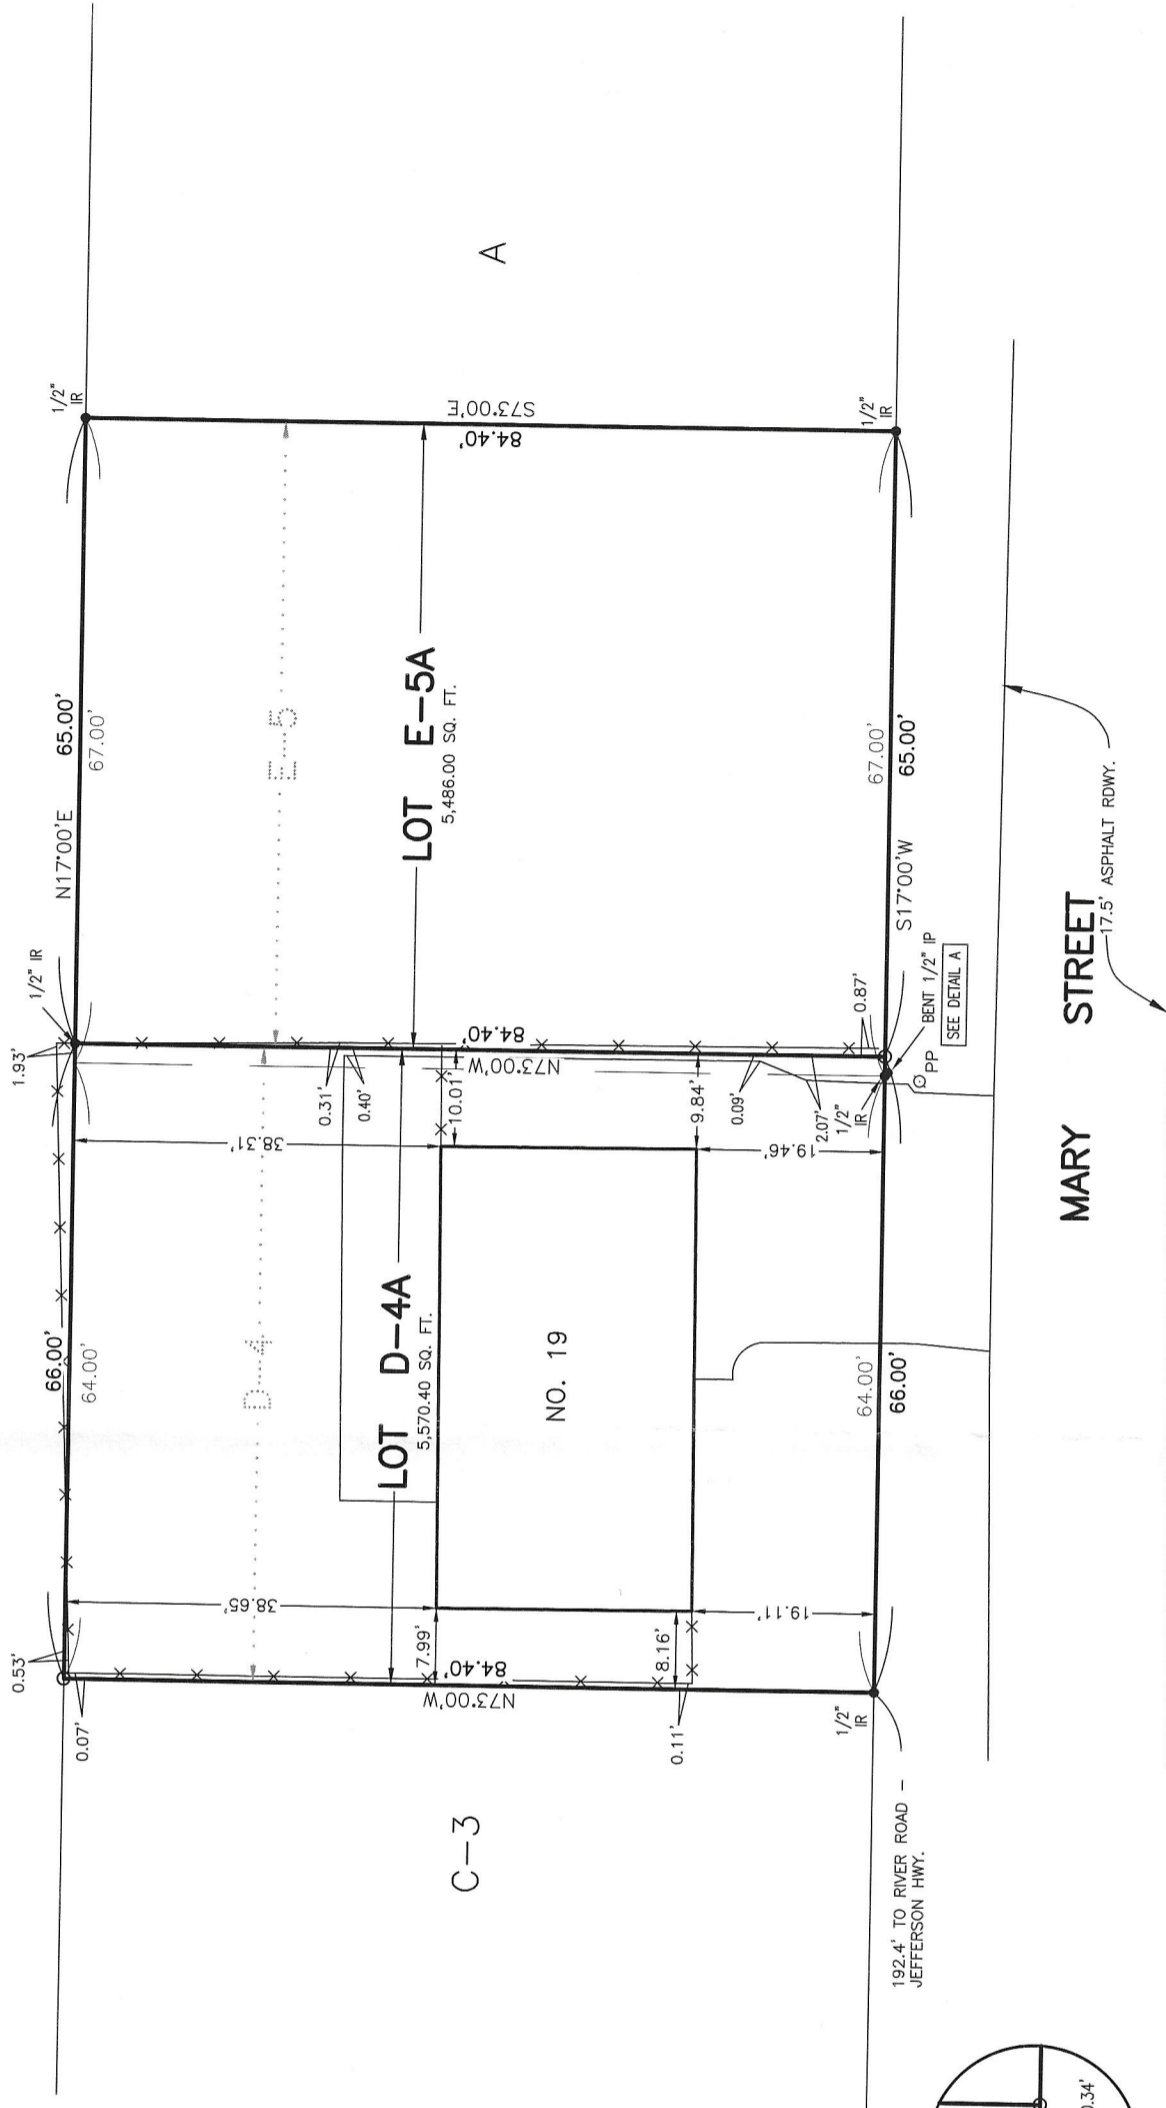 A
1/2"
IR
S73°00'E
84.40'
1/2"
IR
N17°00'E
65.00'
67.00'
E-5
LOT E-5A
5,486.00 SQ. FT.
67.00'
65.00'
S17°00'W
1.93'
1/2" IR
84.40'
N73°00'W
0.31'
0.40'
10.01'
9.84'
0.09'
2.07'
0.87'
1/2"
IR
BENT 1/2" IP
SEE DETAIL A
PP
38.31'
19.46'
66.00'
64.00'
D-4
LOT D-4A
5,570.40 SQ. FT.
NO. 19
64.00'
66.00'
38.65'
19.11'
0.53'
0.07'
7.99'
84.40'
N73°00'W
8.16'
0.11'
1/2"
IR
C-3
192.4' TO RIVER ROAD -
JEFFERSON HWY.
MARY STREET
17.5' ASPHALT RDWY.